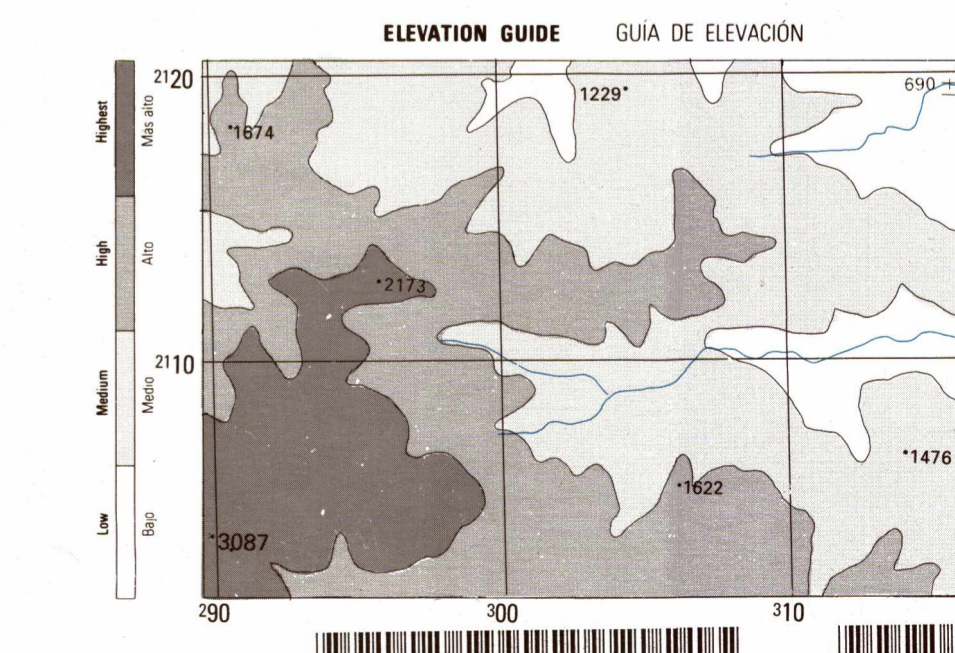 ELEVATION GUIDE GUÍA DE ELEVACIÓN
Highest
Mas alto
High
Alto
Medium
Medio
Low
Bajo
2120
2110
290
300
310
1229
690
1674
2173
1476
1622
3087